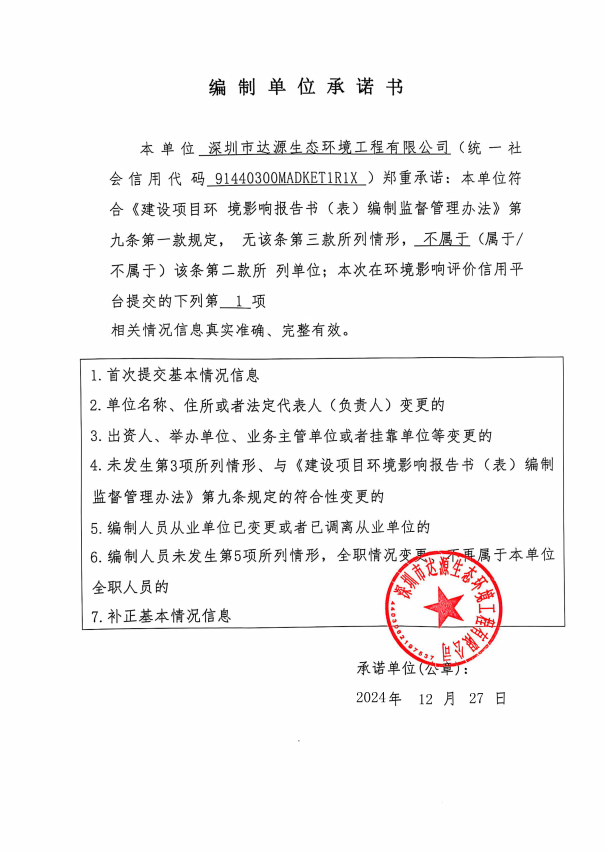 编制单位承诺书
本单位 深圳市达源生态环境工程有限公司（统一社
会信用代码 91440300MADKET1R1X ）郑重承诺：本单位符
合《建设项目环 境影响报告书（表）编制监督管理办法》第
九条第一款规定， 无该条第三款所列情形， 不属于（属于/
不属于）该条第二款所 列单位；本次在环境影响评价信用平
台提交的下列第 1 项
相关情况信息真实准确、完整有效。
1.首次提交基本情况信息
2.单位名称、住所或者法定代表人（负责人）变更的
3.出资人、举办单位、业务主管单位或者挂靠单位等变更的
4.未发生第3项所列情形、与《建设项目环境影响报告书（表）编制
监督管理办法》第九条规定的符合性变更的
5.编制人员从业单位已变更或者已调离从业单位的
6.编制人员未发生第5项所列情形，全职情况变更、不再属于本单位
全职人员的
7.补正基本情况信息
深圳市达源生态环境工程有限公司
承诺单位(公章)：
2024年 12 月 27 日